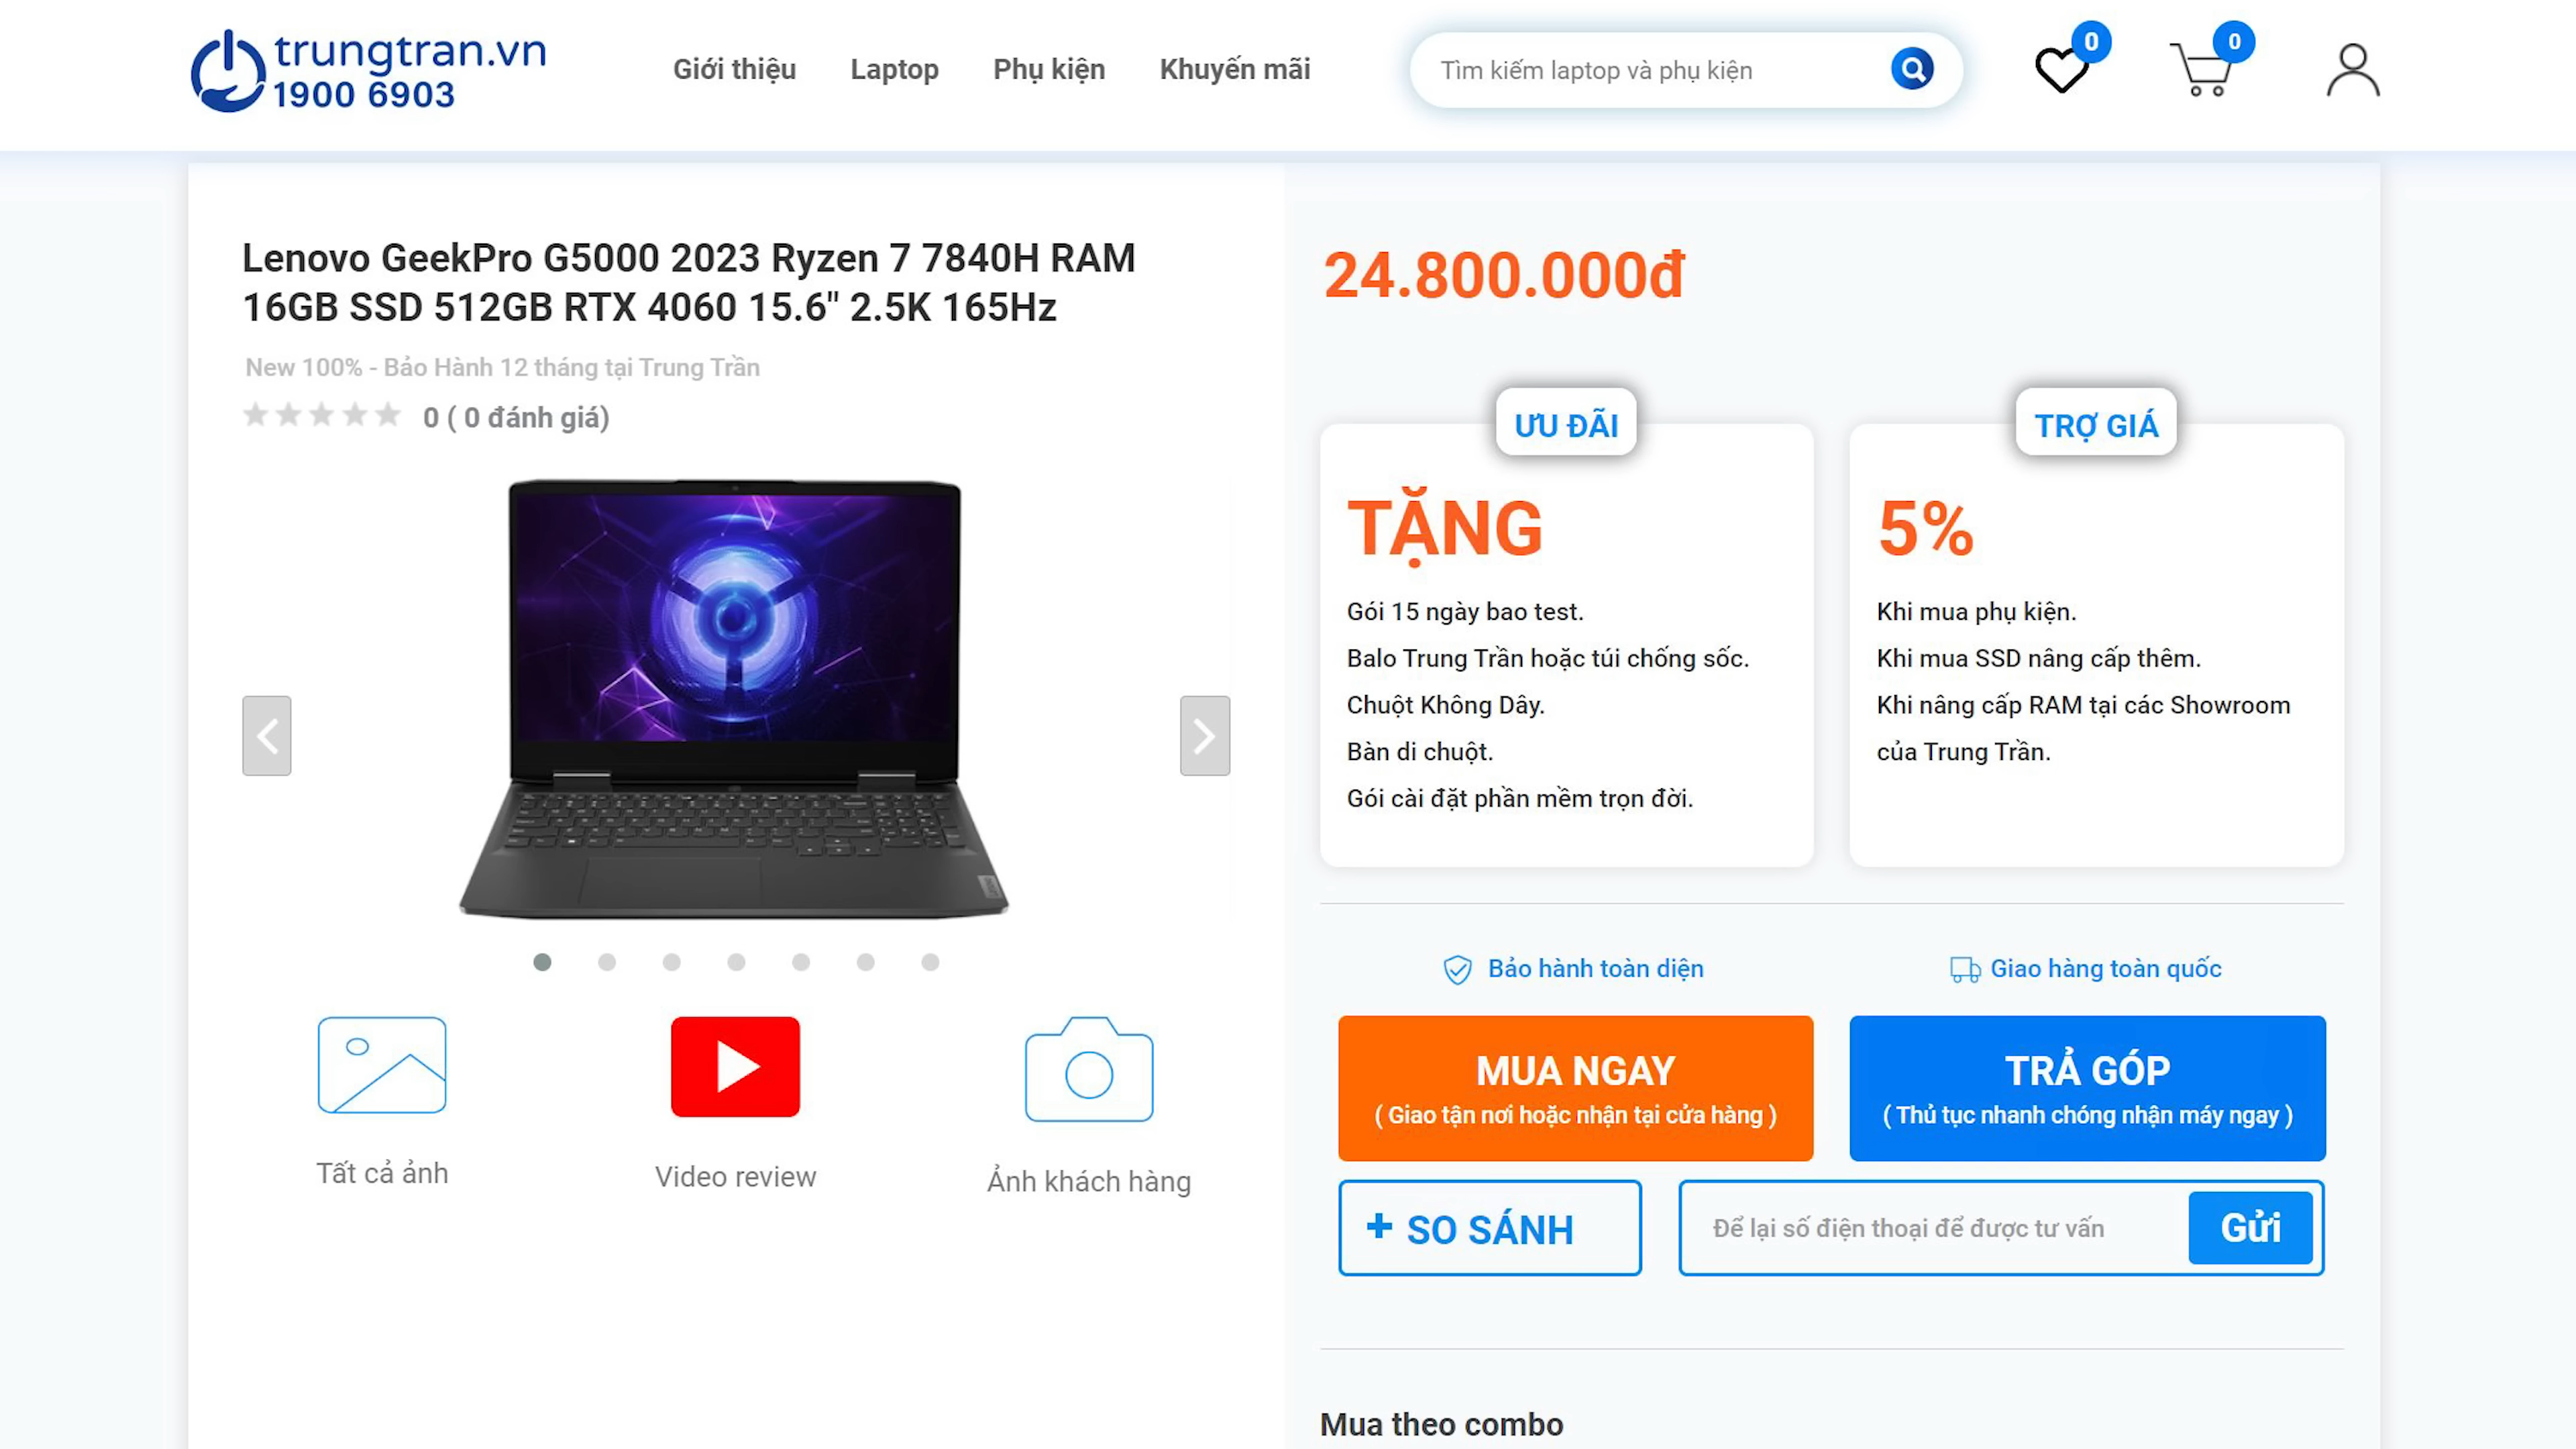 trungtran.vn
1900 6903
Giới thiệu
Laptop
Phụ kiện
Khuyến mãi
Tìm kiếm laptop và phụ kiện
0
0
Lenovo GeekPro G5000 2023 Ryzen 7 7840H RAM
16GB SSD 512GB RTX 4060 15.6" 2.5K 165Hz
New 100% - Bảo Hành 12 tháng tại Trung Trần
0 ( 0 đánh giá)
Tất cả ảnh
Video review
Ảnh khách hàng
24.800.000đ
ƯU ĐÃI
TẶNG
Gói 15 ngày bao test.
Balo Trung Trần hoặc túi chống sốc.
Chuột Không Dây.
Bàn di chuột.
Gói cài đặt phần mềm trọn đời.
TRỢ GIÁ
5%
Khi mua phụ kiện.
Khi mua SSD nâng cấp thêm.
Khi nâng cấp RAM tại các Showroom
của Trung Trần.
Bảo hành toàn diện
Giao hàng toàn quốc
MUA NGAY
( Giao tận nơi hoặc nhận tại cửa hàng )
TRẢ GÓP
( Thủ tục nhanh chóng nhận máy ngay )
+ SO SÁNH
Để lại số điện thoại để được tư vấn
Gửi
Mua theo combo